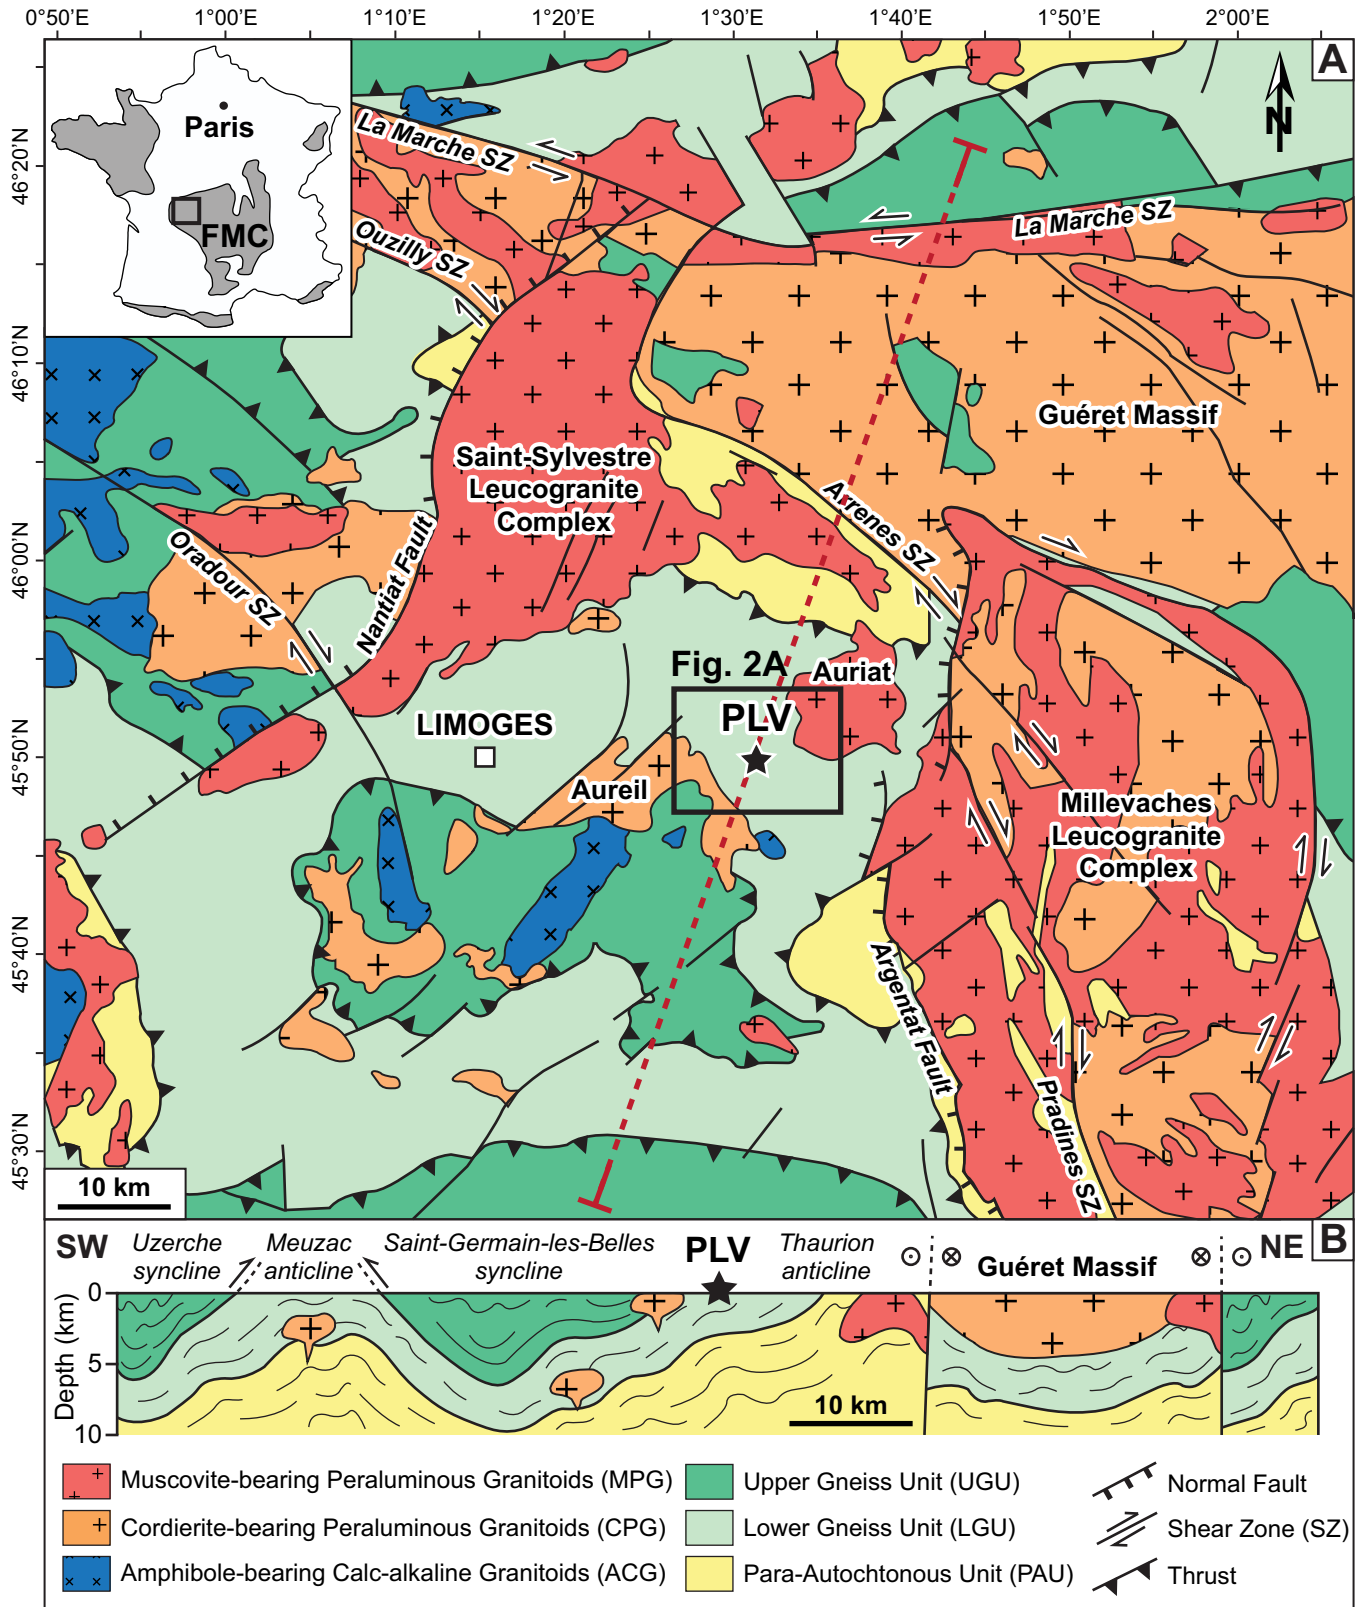 0°50'E
1°00'E
1°10'E
1°20'E
1°30'E
1°40'E
1°50'E
2°00'E
A
N
Paris
FMC
46°20'N
46°10'N
46°00'N
45°50'N
45°40'N
45°30'N
La Marche SZ
Ouzilly SZ
La Marche SZ
Guéret Massif
Saint-Sylvestre
Leucogranite
Complex
Arrenes SZ
Oradour SZ
Nantiat Fault
Fig. 2A
Auriat
PLV
LIMOGES
Aureil
Millevaches
Leucogranite
Complex
Argentat Fault
Pradines SZ
10 km
B
SW
Uzerche
syncline
Meuzac
anticline
Saint-Germain-les-Belles
syncline
PLV
Thaurion
anticline
Guéret Massif
NE
Depth (km)
0
5
10
10 km
Muscovite-bearing Peraluminous Granitoids (MPG)
Cordierite-bearing Peraluminous Granitoids (CPG)
Amphibole-bearing Calc-alkaline Granitoids (ACG)
Upper Gneiss Unit (UGU)
Lower Gneiss Unit (LGU)
Para-Autochtonous Unit (PAU)
Normal Fault
Shear Zone (SZ)
Thrust